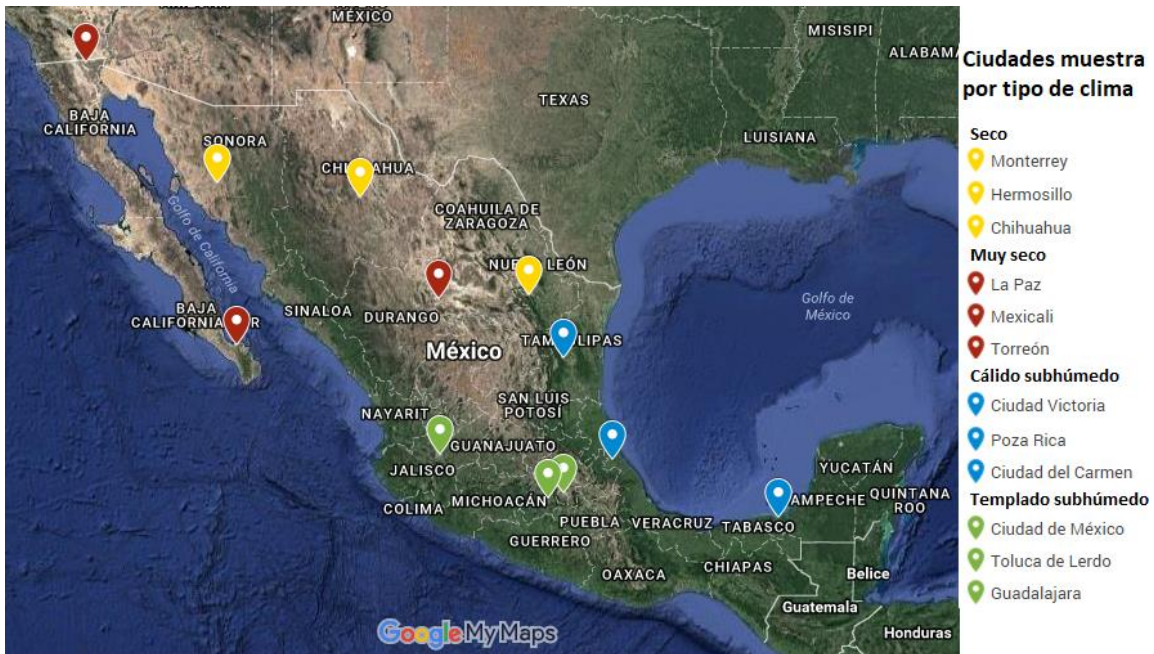 MÉXICO
MISISIPI
ALABAMA
TEXAS
BAJA
CALIFORNIA
SONORA
LUISIANA
CHIHUAHUA
COAHUILA DE
ZARAGOZA
Golfo de California
NUEVO LEÓN
Golfo de
México
BAJA
CALIFORNIA SUR
SINALOA
DURANGO
TAMAULIPAS
México
SAN LUIS
POTOSÍ
NAYARIT
GUANAJUATO
JALISCO
YUCATÁN
COLIMA
MICHOACÁN
AMPECHE
QUINTANA
ROO
PUEBLA
VERACRUZ
TABASCO
GUERRERO
OAXACA
CHIAPAS
Belice
Guatemala
Honduras
Google My Maps
Ciudades muestra
por tipo de clima
Seco
Monterrey
Hermosillo
Chihuahua
Muy seco
La Paz
Mexicali
Torreón
Cálido subhúmedo
Ciudad Victoria
Poza Rica
Ciudad del Carmen
Templado subhúmedo
Ciudad de México
Toluca de Lerdo
Guadalajara